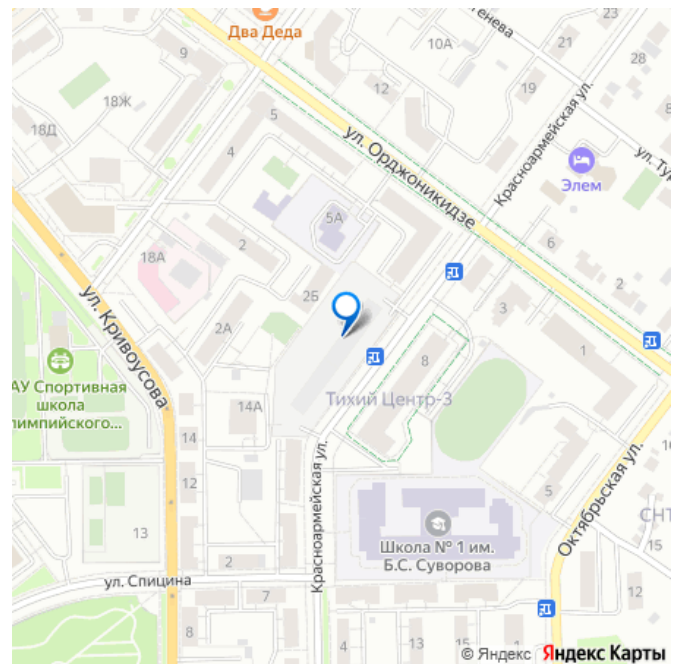 Два Деда
тенева
10А
21
23
9
28
12
19
18Ж
5
18Д
4
ул. Орджоникидзе
Красноармейская ул.
ул. Тук
Элем
5А
2
18А
6
2
2Б
3
ул. Кривоусова
2А
1
8
АУ Спортивная
школа
лимпийского...
Тихий Центр-3
14А
14
12
Красноармейская ул.
5
Октябрьская ул.
СНТ
15
13
Школа № 1 им.
Б.С. Суворова
2
ул. Спицина
7
8
4
13
15
12
© Яндекс Яндекс Карты